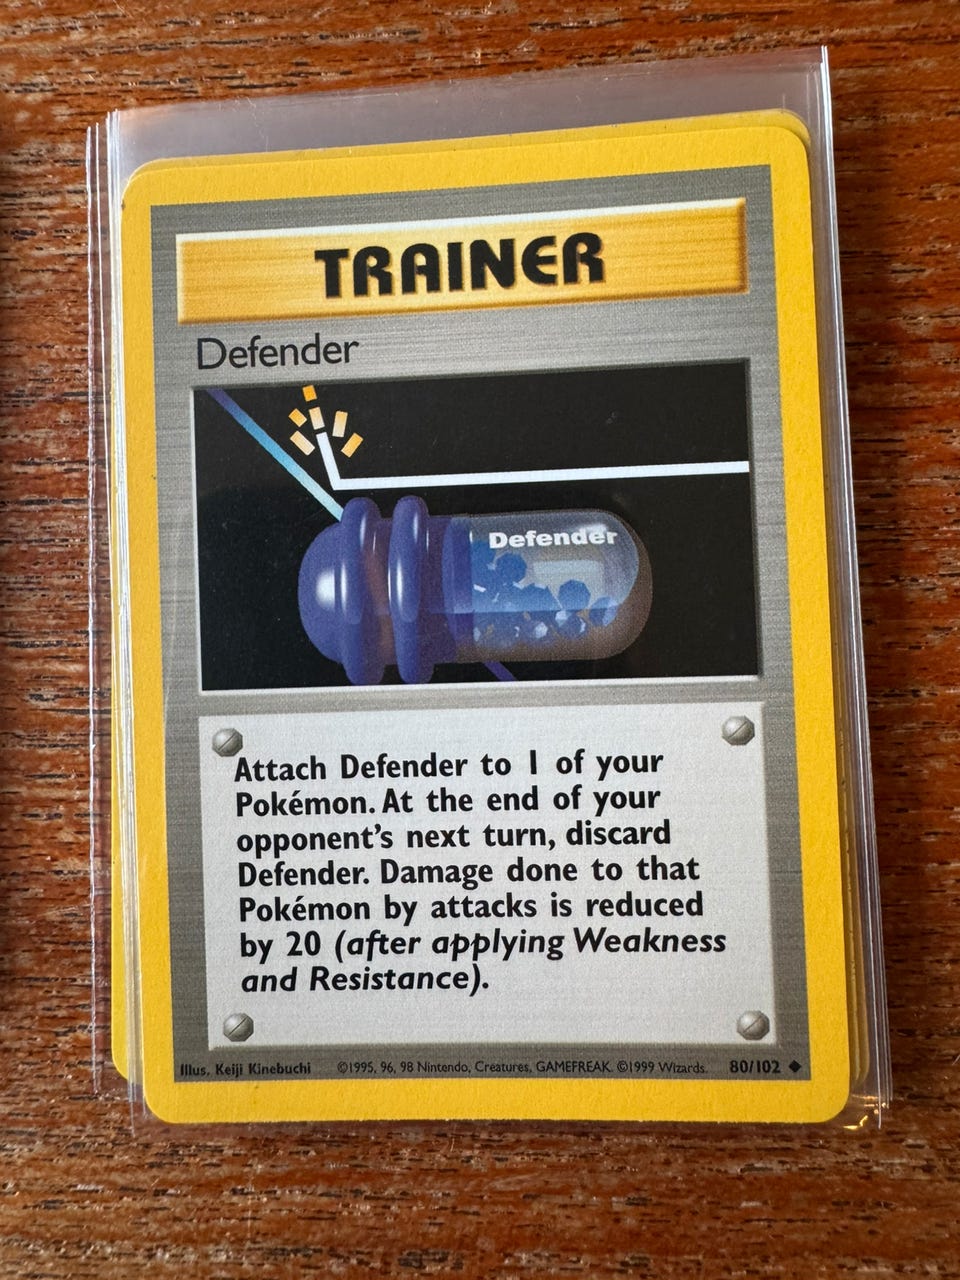 TRAINER
Defender
Defender
Attach Defender to 1 of your
Pokémon. At the end of your
opponent's next turn, discard
Defender. Damage done to that
Pokémon by attacks is reduced
by 20 (after applying Weakness
and Resistance).
Illus. Keiji Kinebuchi ©1995, 96, 98 Nintendo, Creatures, GAMEFREAK. ©1999 Wizards. 80/102